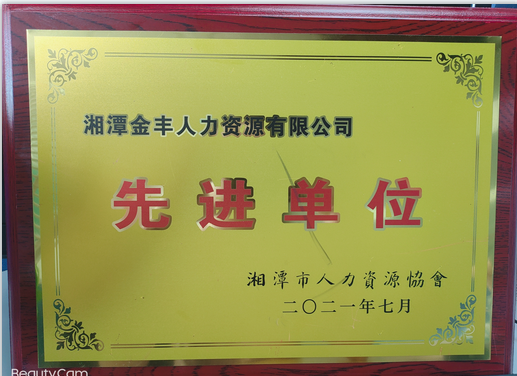 湘潭金丰人力资源有限公司
先进单位
湘潭市人力資源協會
二〇二一年七月
BeautyCam